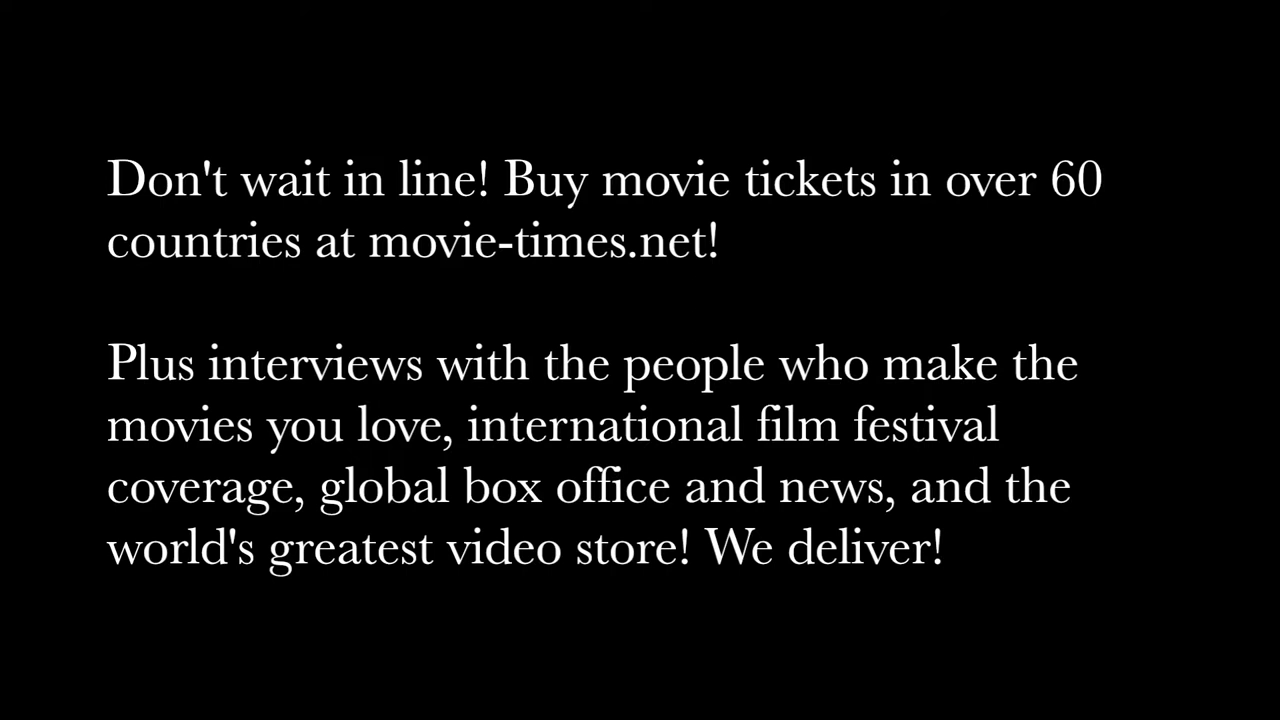 Don't wait in line! Buy movie tickets in over 60
countries at movie-times.net!
Plus interviews with the people who make the
movies you love, international film festival
coverage, global box office and news, and the
world's greatest video store! We deliver!